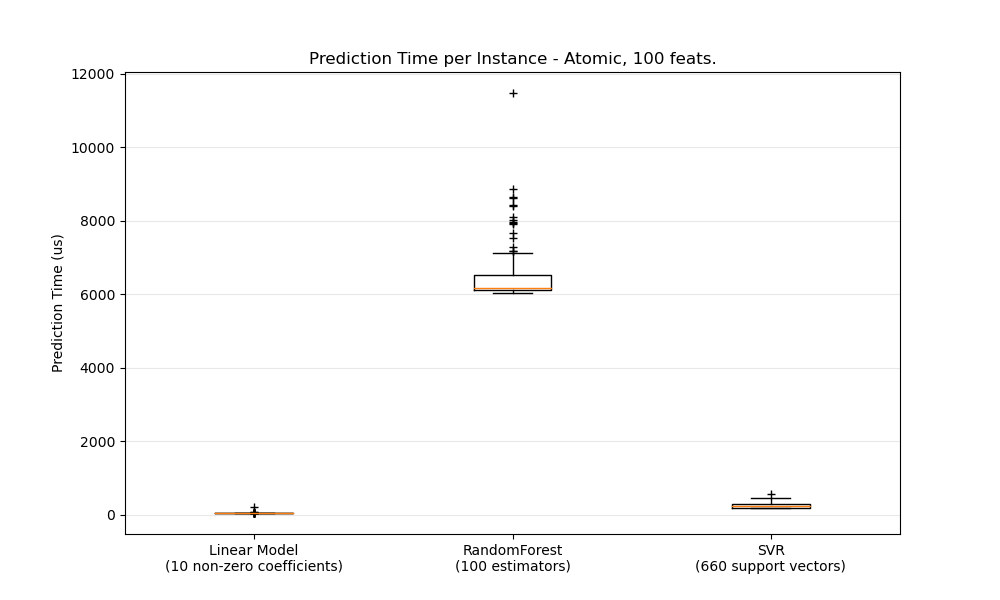 Prediction Time per Instance - Atomic, 100 feats.
12000
10000
8000
6000
4000
2000
0
Prediction Time (us)
Linear Model
(10 non-zero coefficients)
RandomForest
(100 estimators)
SVR
(660 support vectors)